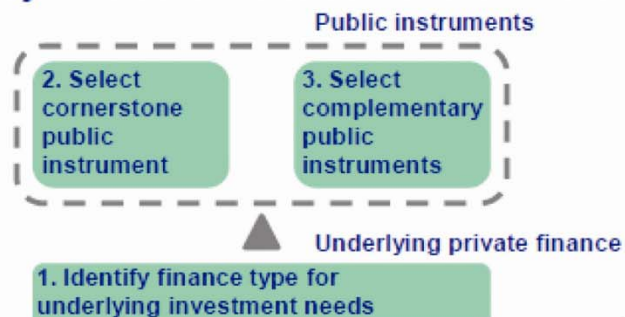 Public instruments
2. Select
cornerstone
public
instrument
3. Select
complementary
public
instruments
Underlying private finance
1. Identify finance type for
underlying investment needs